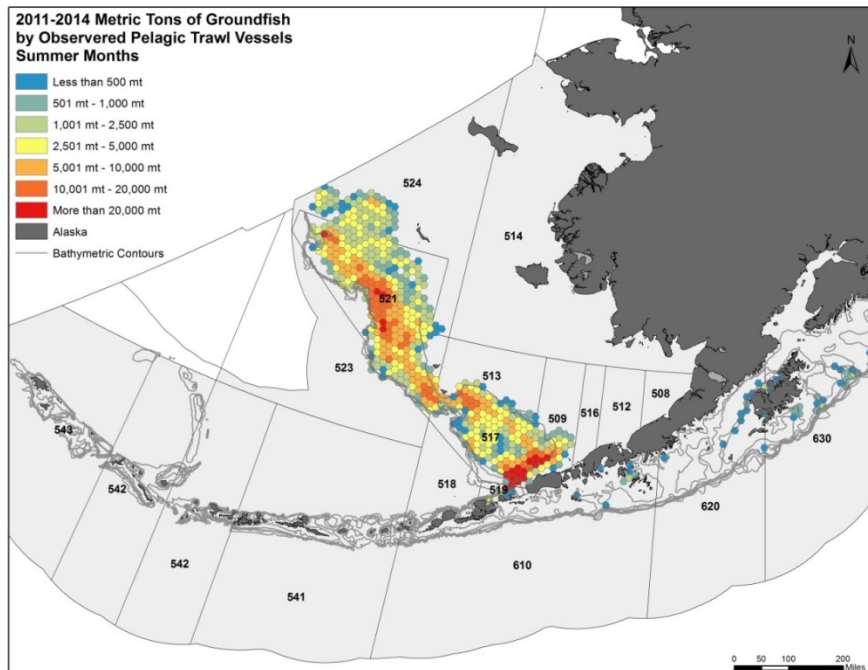 2011-2014 Metric Tons of Groundfish
by Observered Pelagic Trawl Vessels
Summer Months
Less than 500 mt
501 mt - 1,000 mt
1,001 mt - 2,500 mt
2,501 mt - 5,000 mt
5,001 mt - 10,000 mt
10,001 mt - 20,000 mt
More than 20,000 mt
Alaska
Bathymetric Contours
N
524
514
521
523
513
509
516
512
508
517
518
519
543
542
542
541
610
620
630
0 50 100 200
Miles